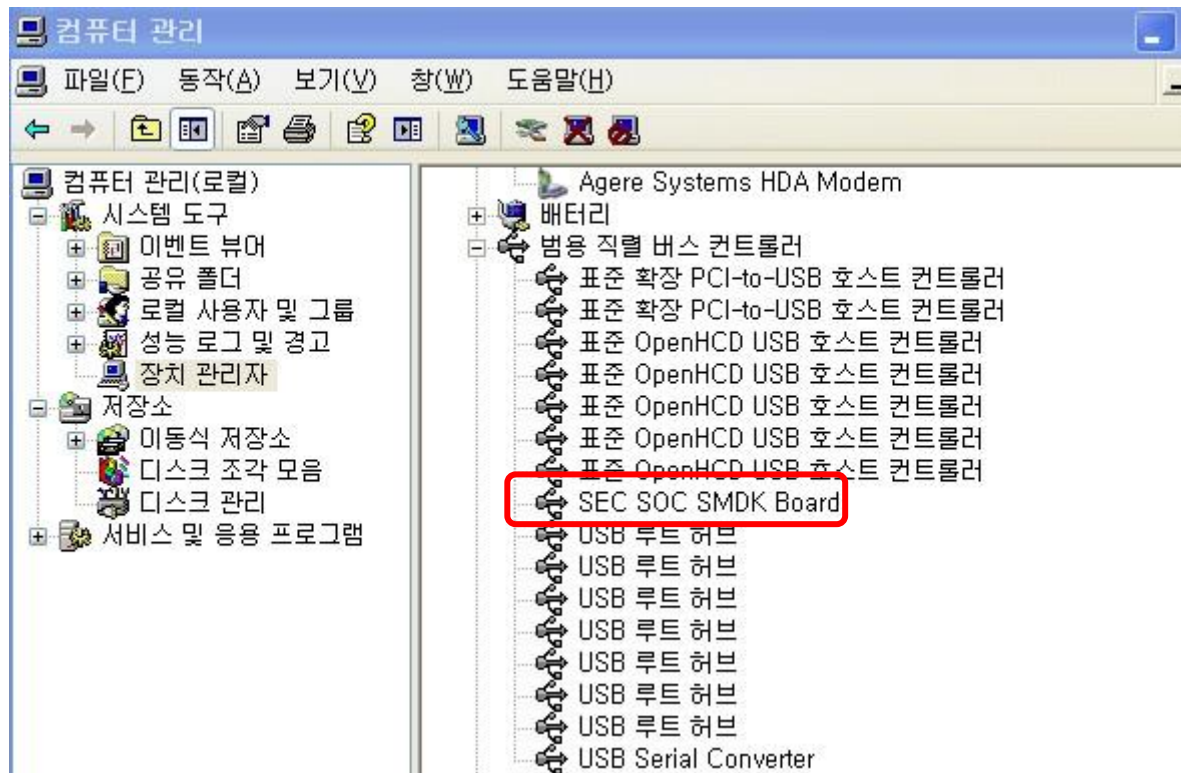 컴퓨터 관리
파일(F) 동작(A) 보기(V) 창(W) 도움말(H)
컴퓨터 관리(로컬)
시스템 도구
이벤트 뷰어
공유 폴더
로컬 사용자 및 그룹
성능 로그 및 경고
장치 관리자
저장소
이동식 저장소
디스크 조각 모음
디스크 관리
서비스 및 응용 프로그램
Agere Systems HDA Modem
배터리
범용 직렬 버스 컨트롤러
표준 확장 PCI-to-USB 호스트 컨트롤러
표준 확장 PCI-to-USB 호스트 컨트롤러
표준 OpenHCD USB 호스트 컨트롤러
표준 OpenHCD USB 호스트 컨트롤러
표준 OpenHCD USB 호스트 컨트롤러
표준 OpenHCD USB 호스트 컨트롤러
표준 OpenHCD USB 호스트 컨트롤러
SEC SOC SMDK Board
USB 루트 허브
USB 루트 허브
USB 루트 허브
USB 루트 허브
USB 루트 허브
USB 루트 허브
USB 루트 허브
USB Serial Converter